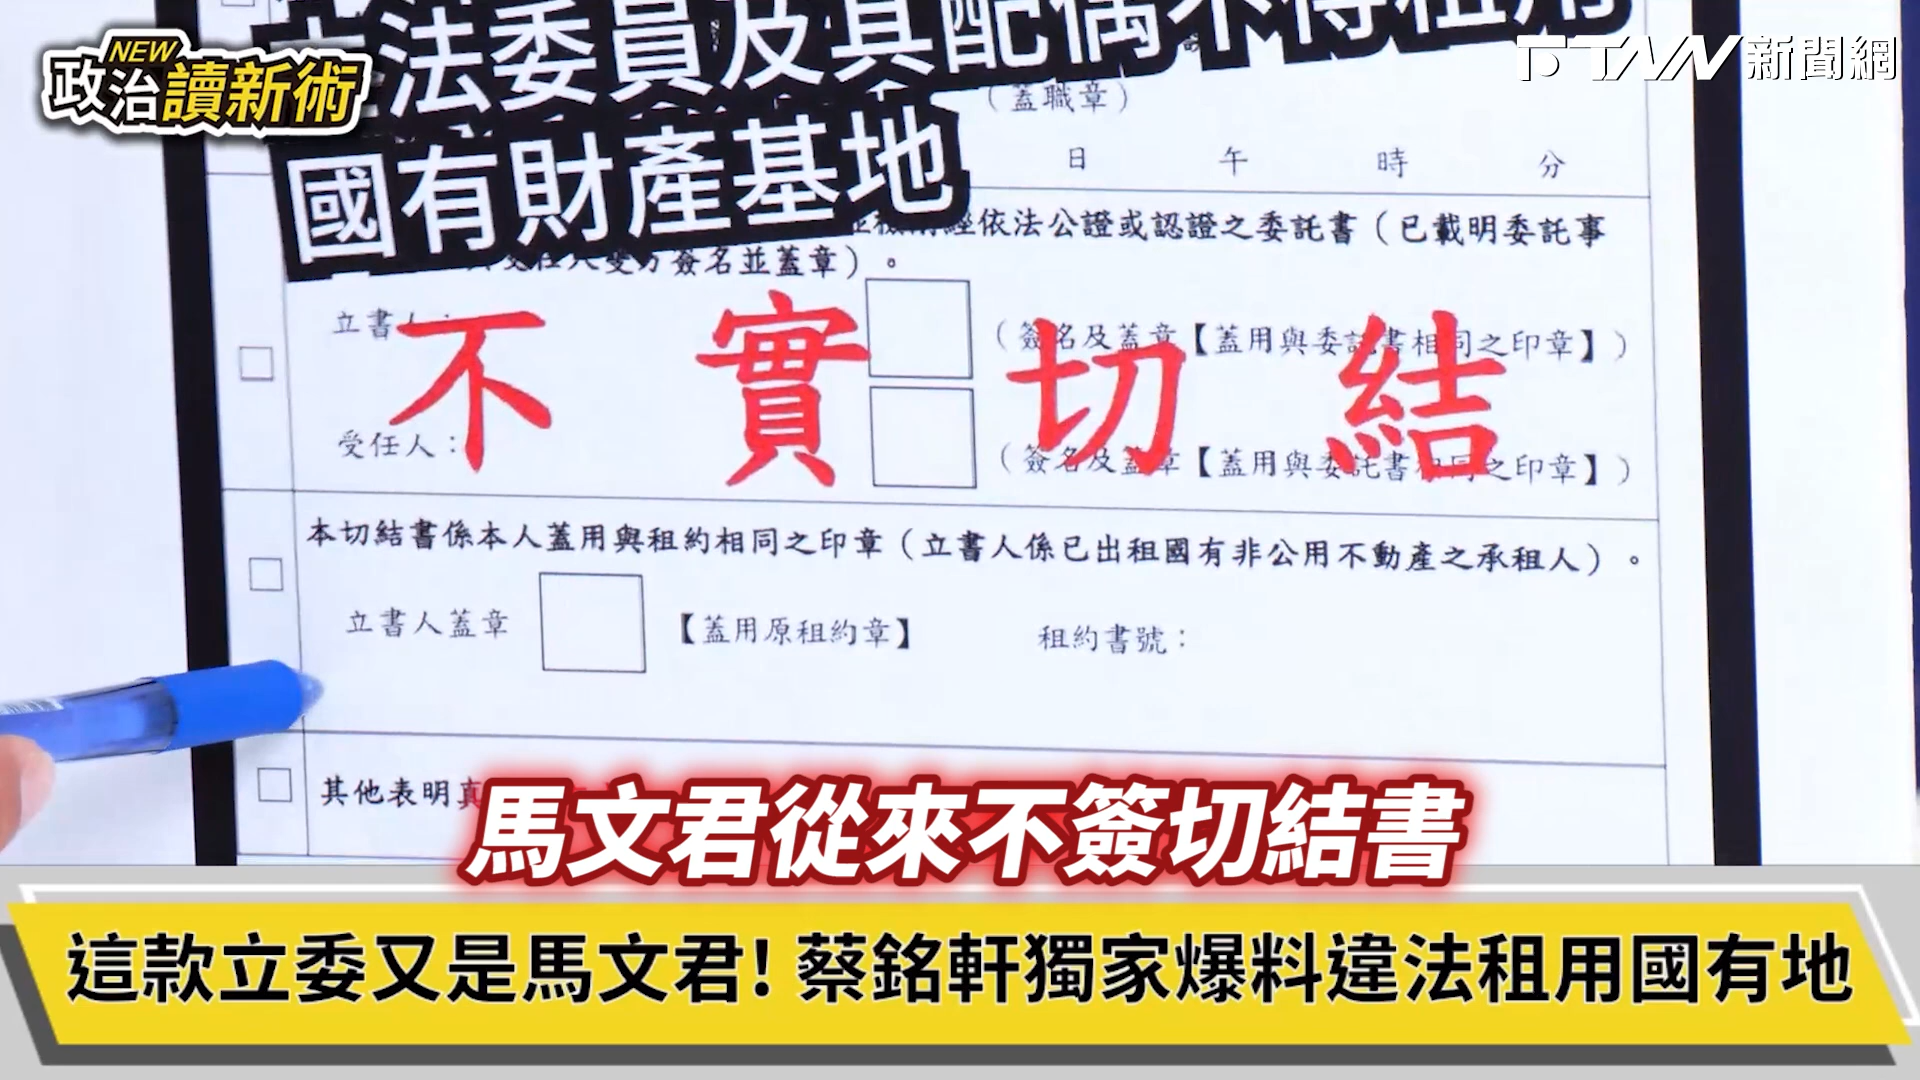 NEW
政治讀新術
FTNN新聞網
立法委員及其配偶不得租用
國有財產基地
（蓋職章）
日 午 時 分
經依法公證或認證之委託書（已載明委託事
雙方簽名並蓋章）。
立書人：
（簽名及蓋章【蓋用與委託書相同之印章】）
不實切結
受任人：
（簽名及蓋章【蓋用與委託書相同之印章】）
本切結書係本人蓋用與租約相同之印章（立書人係已出租國有非公用不動產之承租人）。
立書人蓋章 【蓋用原租約章】 租約書號：
其他表明真
馬文君從來不簽切結書
這款立委又是馬文君！蔡銘軒獨家爆料違法租用國有地